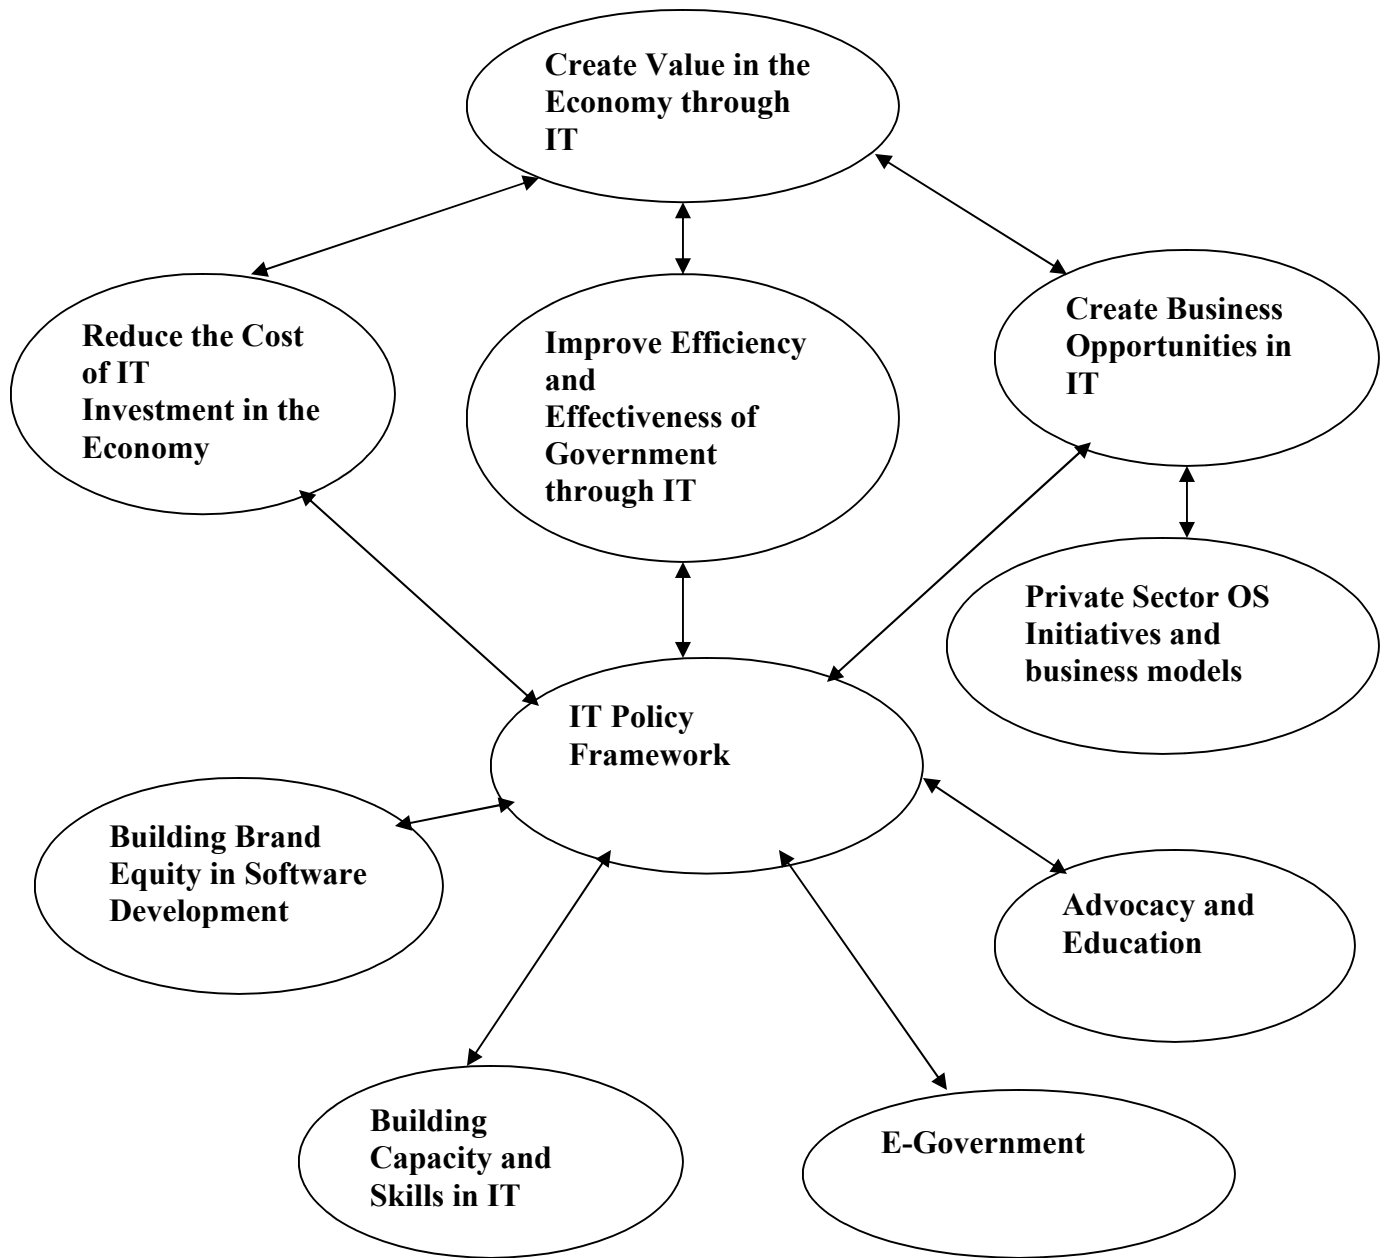 Create Value in the
Economy through
IT
Reduce the Cost
of IT
Investment in the
Economy
Improve Efficiency
and
Effectiveness of
Government
through IT
Create Business
Opportunities in
IT
Private Sector OS
Initiatives and
business models
IT Policy
Framework
Building Brand
Equity in Software
Development
Advocacy and
Education
Building
Capacity and
Skills in IT
E-Government